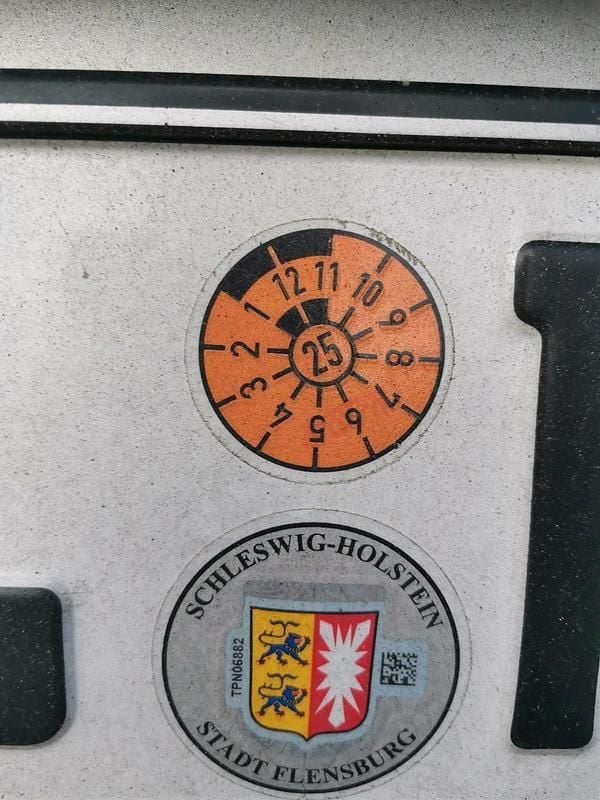 12 11 10 9 8 7 6 5 4 3 2 1
25
SCHLESWIG-HOLSTEIN
TPN06882
STADT FLENSBURG